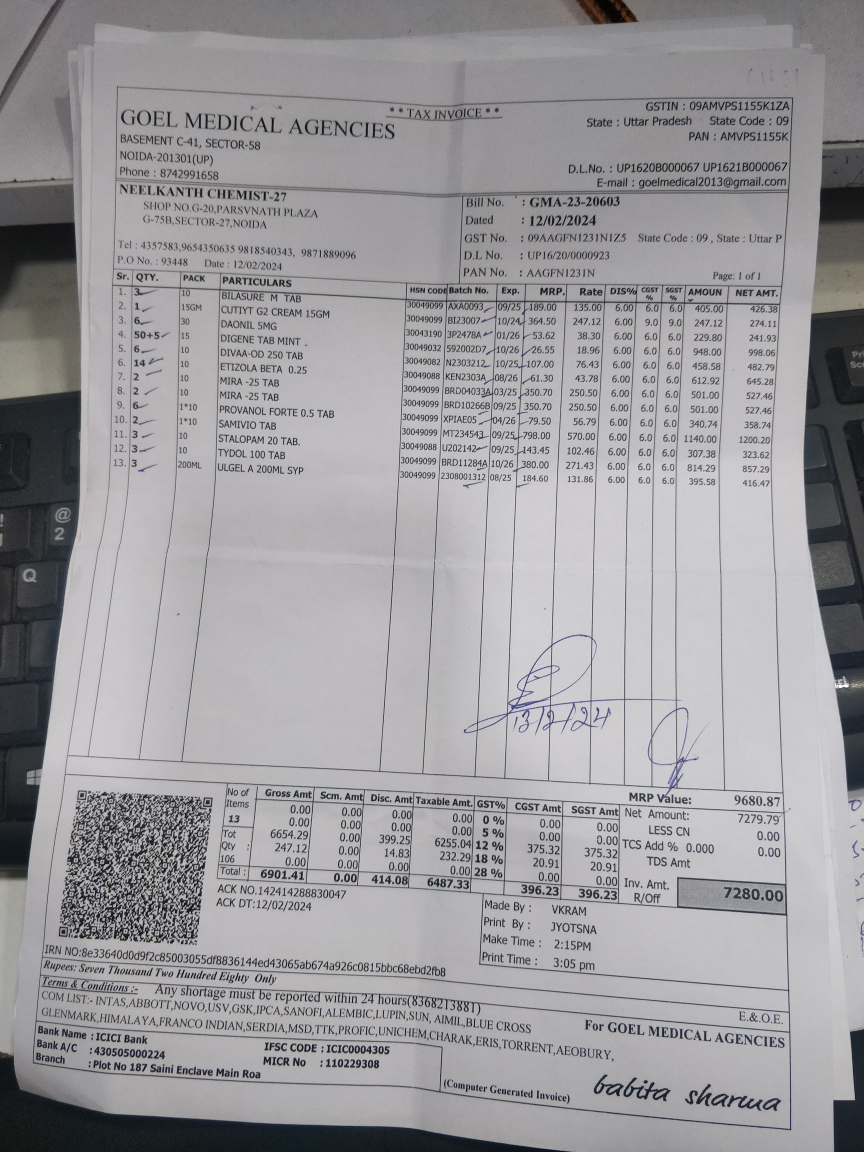 * * TAX INVOICE * *
GOEL MEDICAL AGENCIES
BASEMENT C-41, SECTOR-58
NOIDA-201301(UP)
Phone : 8742991658
GSTIN : 09AMVPS1155K1ZA
State : Uttar Pradesh State Code : 09
PAN : AMVPS1155K
D.L.No. : UP1620B000067 UP1621B000067
E-mail : goelmedical2013@gmail.com
NEELKANTH CHEMIST-27
SHOP NO.G-20,PARSVNATH PLAZA
G-75B,SECTOR-27,NOIDA
Tel : 4357583,9654350635 9818540343, 9871889096
P.O No. : 93448 Date : 12/02/2024
Bill No. : GMA-23-20603
Dated : 12/02/2024
GST No. : 09AAGFN1231N1Z5 State Code : 09 , State : Uttar P
D.L No. : UP16/20/0000923
PAN No. : AAGFN1231N Page: 1 of 1
Sr. QTY. PACK PARTICULARS HSN CODE Batch No. Exp. MRP. Rate DIS% CGST % SGST % AMOUN NET AMT.
1. 3 10 BILASURE M TAB 30049099 AXA0093 09/25 189.00 135.00 6.00 6.0 6.0 405.00 426.38
2. 1 15GM CUTIYT G2 CREAM 15GM 30049099 BI23007 10/24 364.50 247.12 6.00 9.0 9.0 247.12 274.11
3. 6 30 DAONIL 5MG 30043190 3P2478A 01/26 53.62 38.30 6.00 6.0 6.0 229.80 241.93
4. 50+5 15 DIGENE TAB MINT . 30049032 592002D7 10/26 26.55 18.96 6.00 6.0 6.0 948.00 998.06
5. 6 10 DIVAA-OD 250 TAB 30049082 N2303212 10/25 107.00 76.43 6.00 6.0 6.0 458.58 482.79
6. 14 10 ETIZOLA BETA 0.25 30049088 KEN2303A 08/26 61.30 43.78 6.00 6.0 6.0 612.92 645.28
7. 2 10 MIRA -25 TAB 30049099 BRD04033A 03/25 350.70 250.50 6.00 6.0 6.0 501.00 527.46
8. 2 10 MIRA -25 TAB 30049099 BRD10266B 09/25 350.70 250.50 6.00 6.0 6.0 501.00 527.46
9. 6 1*10 PROVANOL FORTE 0.5 TAB 30049099 XPIAE05 04/26 79.50 56.79 6.00 6.0 6.0 340.74 358.74
10. 2 1*10 SAMIVIO TAB 30049099 MT234543 09/25 798.00 570.00 6.00 6.0 6.0 1140.00 1200.20
11. 3 10 STALOPAM 20 TAB. 30049088 U202142 09/25 143.45 102.46 6.00 6.0 6.0 307.38 323.62
12. 3 10 TYDOL 100 TAB 30049099 BRD11284A 10/26 380.00 271.43 6.00 6.0 6.0 814.29 857.29
13. 3 200ML ULGEL A 200ML SYP 30049099 2308001312 08/25 184.60 131.86 6.00 6.0 6.0 395.58 416.47
13/2/24
No of Items 13 Tot Qty : 106
Gross Amt Scm. Amt Disc. Amt Taxable Amt. GST% CGST Amt SGST Amt
0.00 0.00 0.00 0.00 0 % 0.00 0.00
0.00 0.00 0.00 0.00 5 % 0.00 0.00
6654.29 0.00 399.25 6255.04 12 % 375.32 375.32
247.12 0.00 14.83 232.29 18 % 20.91 20.91
0.00 0.00 0.00 0.00 28 % 0.00 0.00
Total : 6901.41 0.00 414.08 6487.33 396.23 396.23
MRP Value: 9680.87
Net Amount: 7279.79
LESS CN 0.00
TCS Add % 0.000 0.00
TDS Amt
Inv. Amt. R/Off 7280.00
ACK NO.142414288830047
ACK DT:12/02/2024
Made By : VKRAM
Print By : JYOTSNA
Make Time : 2:15PM
Print Time : 3:05 pm
IRN NO:8e33640d0d9f2c85003055df8836144ed43065ab674a926c0815bbc68ebd2fb8
Rupees: Seven Thousand Two Hundred Eighty Only
Terms & Conditions :- Any shortage must be reported within 24 hours(8368213881) E.&.O.E.
COM LIST:- INTAS,ABBOTT,NOVO,USV,GSK,IPCA,SANOFI,ALEMBIC,LUPIN,SUN, AIMIL,BLUE CROSS
GLENMARK,HIMALAYA,FRANCO INDIAN,SERDIA,MSD,TTK,PROFIC,UNICHEM,CHARAK,ERIS,TORRENT,AEOBURY,
For GOEL MEDICAL AGENCIES
Bank Name : ICICI Bank IFSC CODE : ICIC0004305
Bank A/C : 430505000224 MICR No : 110229308
Branch : Plot No 187 Saini Enclave Main Roa
(Computer Generated Invoice)
babita sharma
@
2
Q